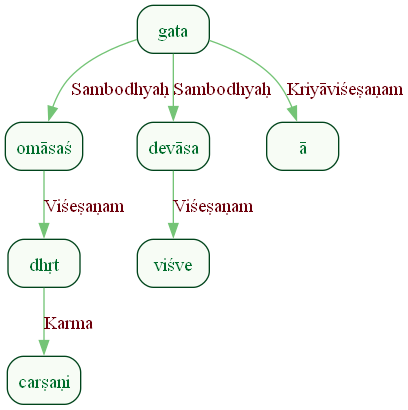 gata
Sambodhyaḥ Sambodhyaḥ Kriyāviśeṣaṇam
omāsaś devāsa ā
Viśeṣaṇam Viśeṣaṇam
dhṛt viśve
Karma
carṣaṇi